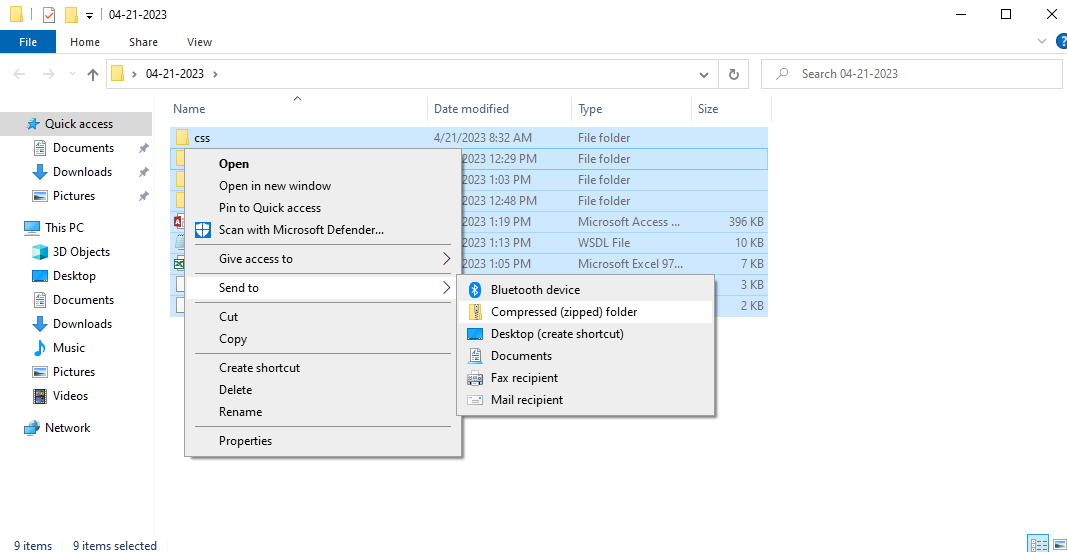 04-21-2023
File Home Share View
04-21-2023
Search 04-21-2023
Name Date modified Type Size
Quick access
Documents
Downloads
Pictures
This PC
3D Objects
Desktop
Documents
Downloads
Music
Pictures
Videos
Network
css 4/21/2023 8:32 AM File folder
2023 12:29 PM File folder
2023 1:03 PM File folder
2023 12:48 PM File folder
2023 1:19 PM Microsoft Access ... 396 KB
2023 1:13 PM WSDL File 10 KB
2023 1:05 PM Microsoft Excel 97... 7 KB
3 KB
2 KB
Open
Open in new window
Pin to Quick access
Scan with Microsoft Defender...
Give access to
Send to
Cut
Copy
Create shortcut
Delete
Rename
Properties
Bluetooth device
Compressed (zipped) folder
Desktop (create shortcut)
Documents
Fax recipient
Mail recipient
9 items 9 items selected